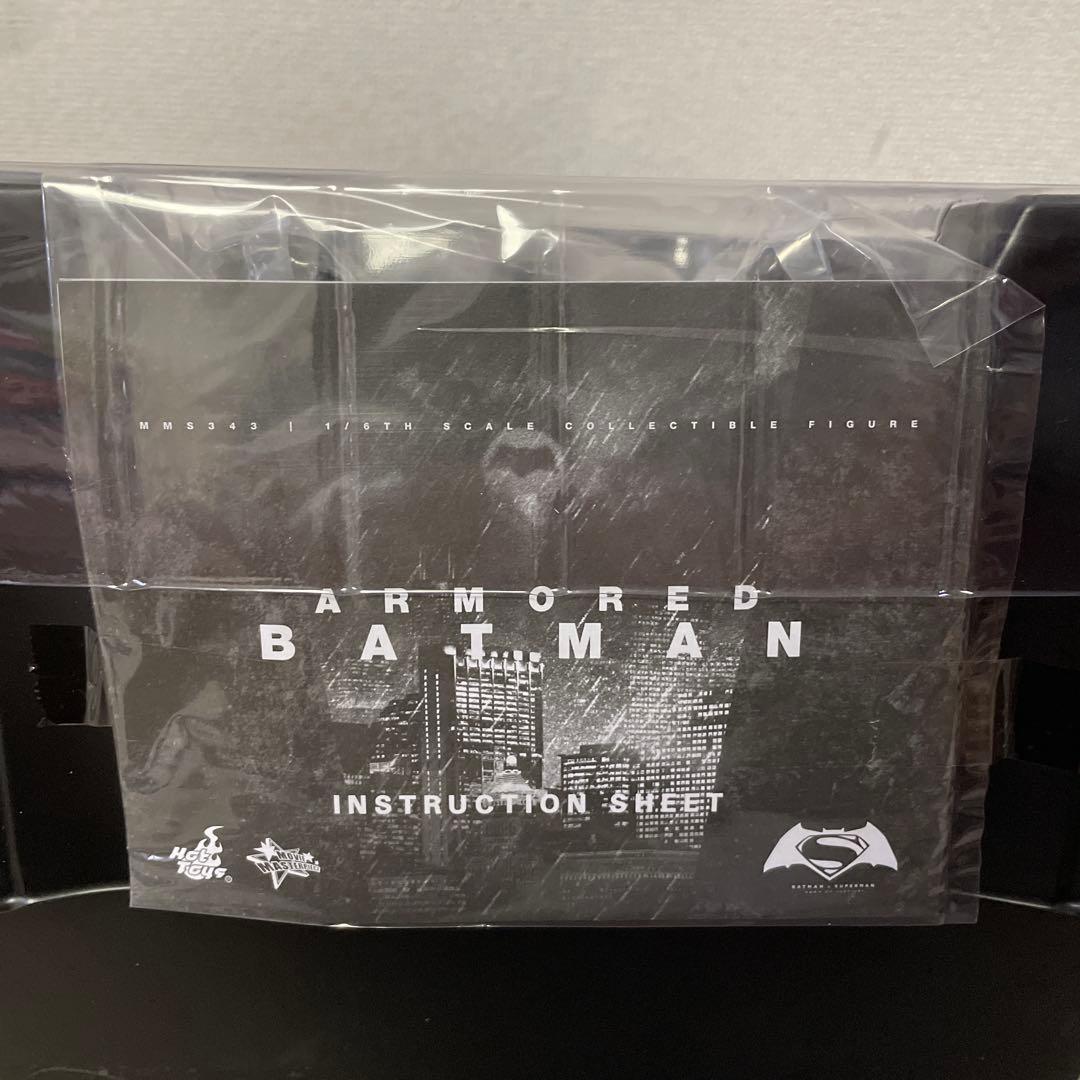 MMS343 | 1/6TH SCALE COLLECTIBLE FIGURE
ARMORED
BATMAN
INSTRUCTION SHEET
Hot Toys®
MOVIE MASTERPIECE
BATMAN v SUPERMAN